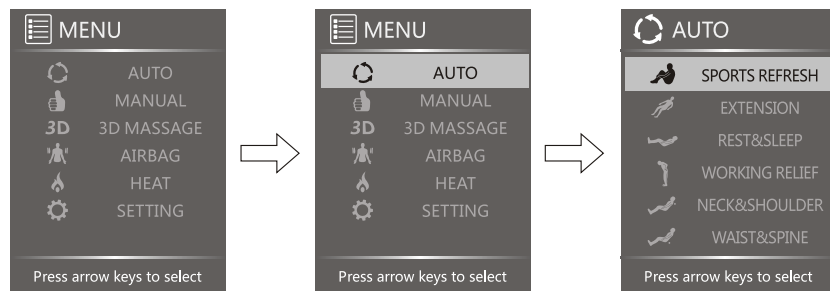 MENU
AUTO
MANUAL
3D 3D MASSAGE
AIRBAG
HEAT
SETTING
Press arrow keys to select
MENU
AUTO
MANUAL
3D 3D MASSAGE
AIRBAG
HEAT
SETTING
Press arrow keys to select
AUTO
SPORTS REFRESH
EXTENSION
REST&SLEEP
WORKING RELIEF
NECK&SHOULDER
WAIST&SPINE
Press arrow keys to select